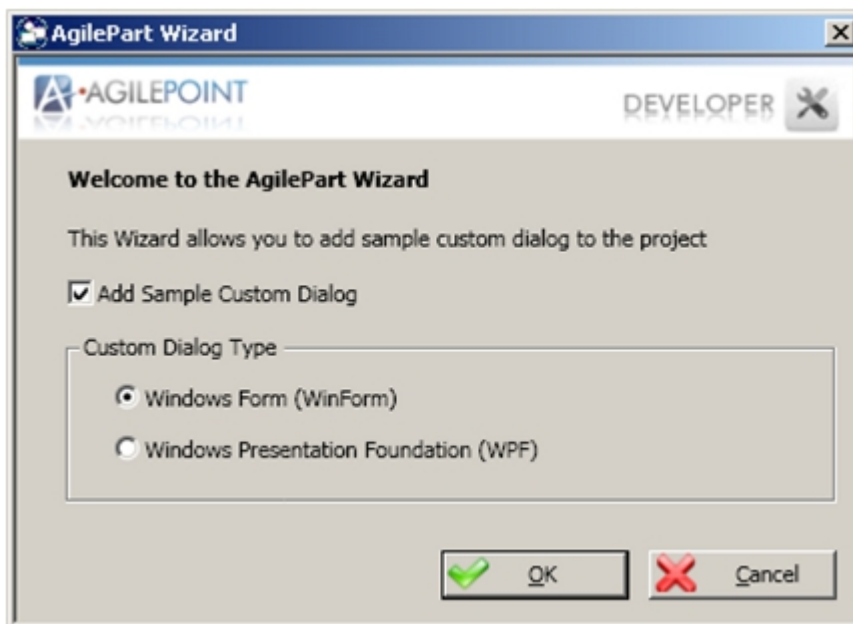 AgilePart Wizard
AGILEPOINT
DEVELOPER
Welcome to the AgilePart Wizard
This Wizard allows you to add sample custom dialog to the project
Add Sample Custom Dialog
Custom Dialog Type
Windows Form (WinForm)
Windows Presentation Foundation (WPF)
OK
Cancel